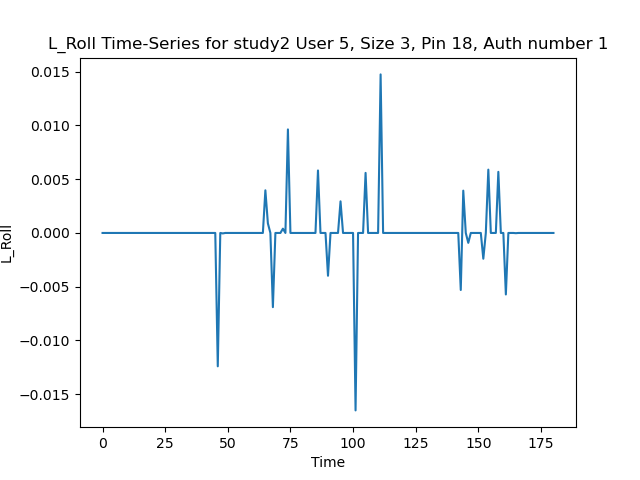 L_Roll Time-Series for study2 User 5, Size 3, Pin 18, Auth number 1
0.015
0.010
0.005
0.000
−0.005
−0.010
−0.015
L_Roll
0 25 50 75 100 125 150 175
Time